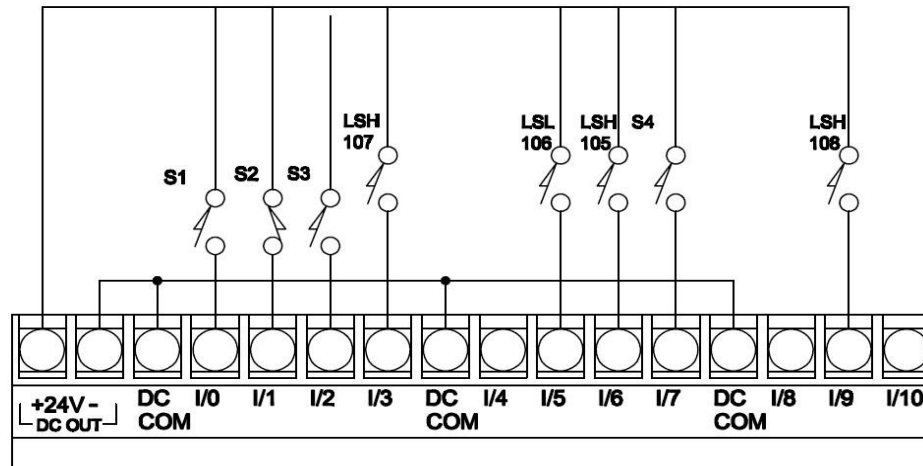 LSH
107
LSL
106
LSH
105
S4
LSH
108
S1
S2
S3
+24V -
DC OUT
DC
COM
I/0
I/1
I/2
I/3
DC
COM
I/4
I/5
I/6
I/7
DC
COM
I/8
I/9
I/10